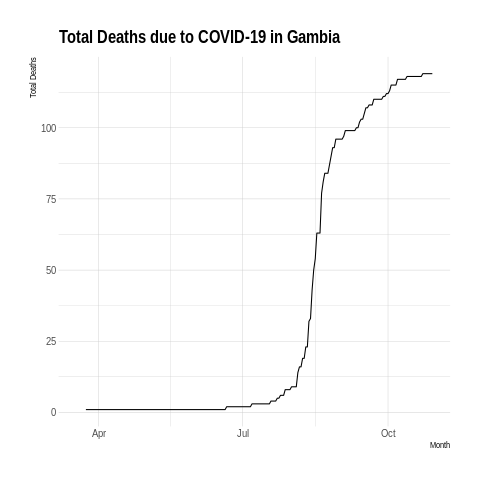 Total Deaths due to COVID-19 in Gambia
Total Deaths
100
75
50
25
0
Apr Jul Oct
Month